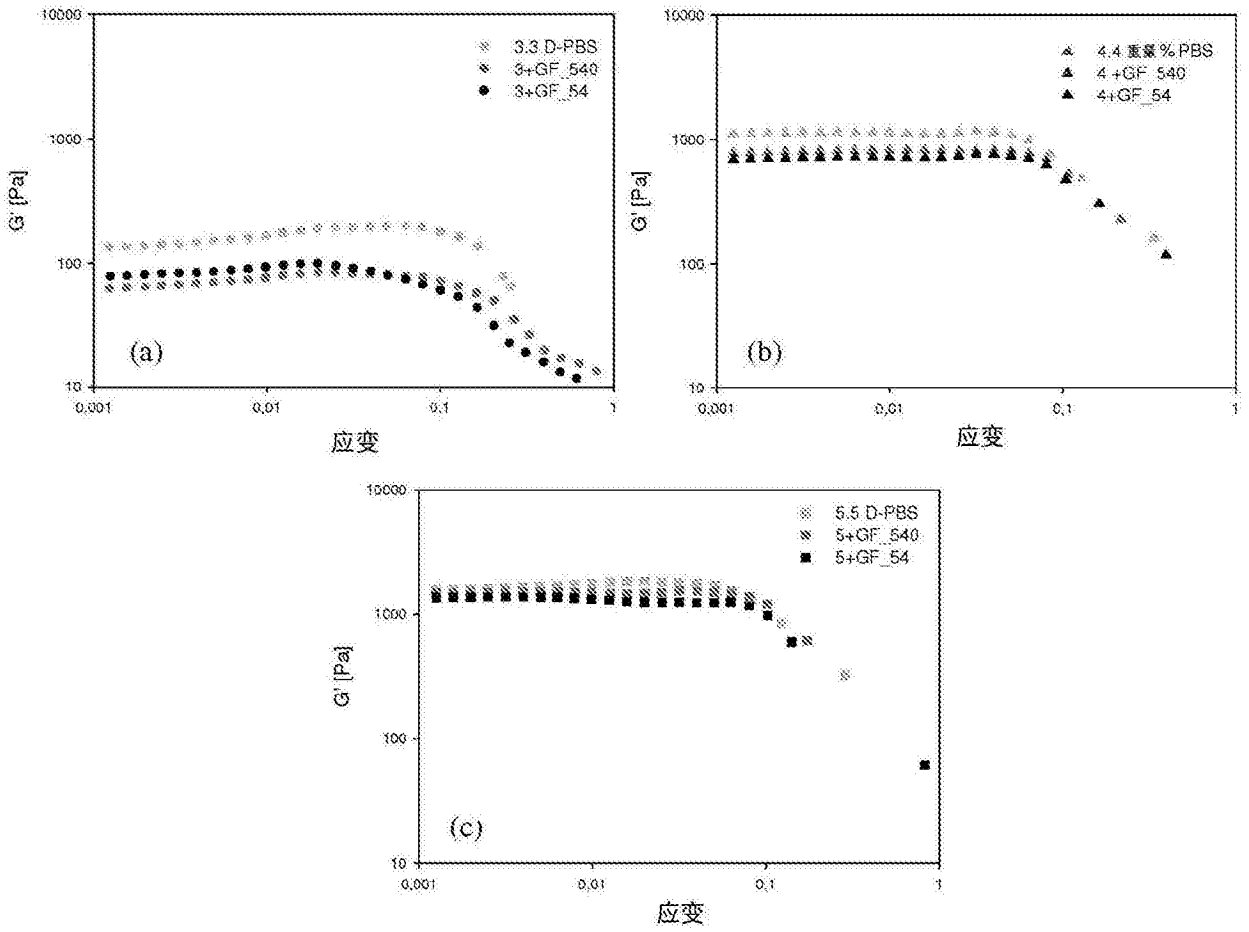 10000
1000
100
10
G' [Pa]
3.3 D-PBS
3+GF_540
3+GF_54
(a)
0,001
0,01
0,1
1
应变
10000
1000
100
10
G' [Pa]
4.4 重量% PBS
4 +GF_540
4+GF_54
(b)
0,001
0,01
0,1
1
应变
10000
1000
100
10
G' [Pa]
5.5 D-PBS
5+GF_540
5+GF_54
(c)
0,001
0,01
0,1
1
应变